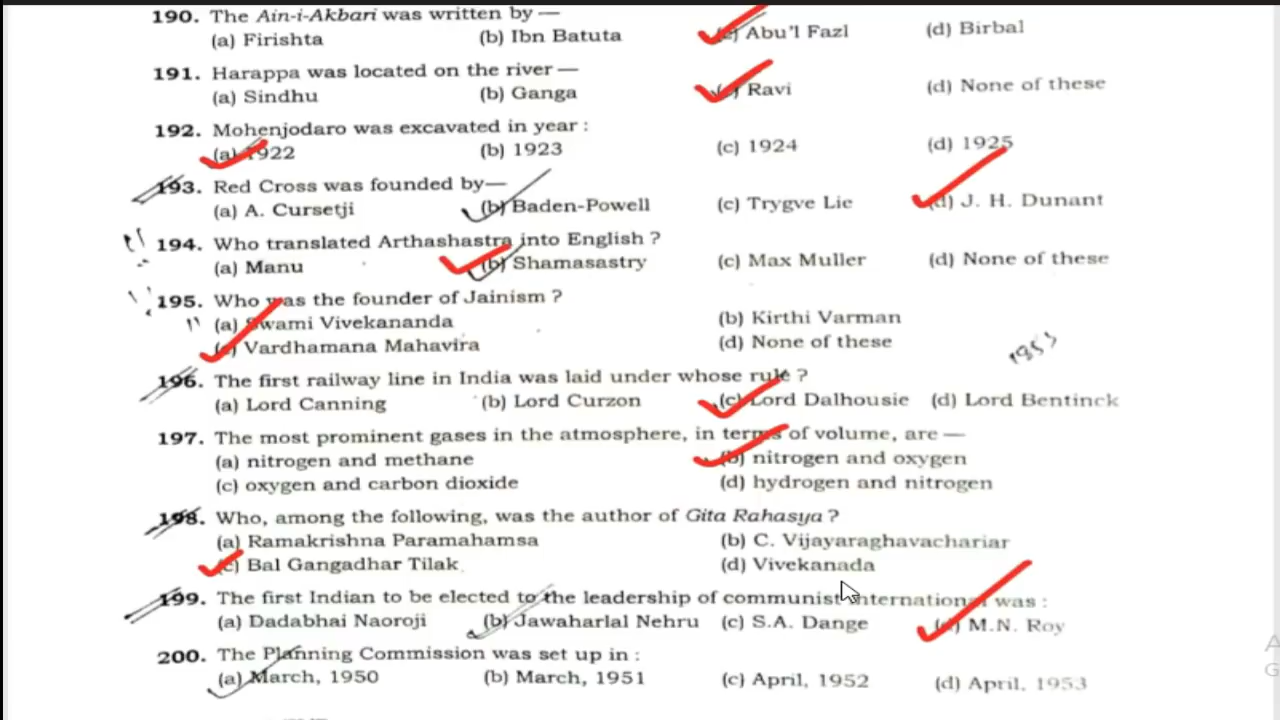 190. The Ain-i-Akbari was written by —
(a) Firishta (b) Ibn Batuta (c) Abu'l Fazl (d) Birbal
191. Harappa was located on the river —
(a) Sindhu (b) Ganga (c) Ravi (d) None of these
192. Mohenjodaro was excavated in year :
(a) 1922 (b) 1923 (c) 1924 (d) 1925
193. Red Cross was founded by—
(a) A. Cursetji (b) Baden-Powell (c) Trygve Lie (d) J. H. Dunant
194. Who translated Arthashastra into English ?
(a) Manu (b) Shamasastry (c) Max Muller (d) None of these
195. Who was the founder of Jainism ?
(a) Swami Vivekananda (b) Kirthi Varman
(c) Vardhamana Mahavira (d) None of these
1853
196. The first railway line in India was laid under whose rule ?
(a) Lord Canning (b) Lord Curzon (c) Lord Dalhousie (d) Lord Bentinck
197. The most prominent gases in the atmosphere, in terms of volume, are —
(a) nitrogen and methane (b) nitrogen and oxygen
(c) oxygen and carbon dioxide (d) hydrogen and nitrogen
198. Who, among the following, was the author of Gita Rahasya ?
(a) Ramakrishna Paramahamsa (b) C. Vijayaraghavachariar
(c) Bal Gangadhar Tilak (d) Vivekanada
199. The first Indian to be elected to the leadership of communist international was :
(a) Dadabhai Naoroji (b) Jawaharlal Nehru (c) S.A. Dange (d) M.N. Roy
200. The Planning Commission was set up in :
(a) March, 1950 (b) March, 1951 (c) April, 1952 (d) April, 1953